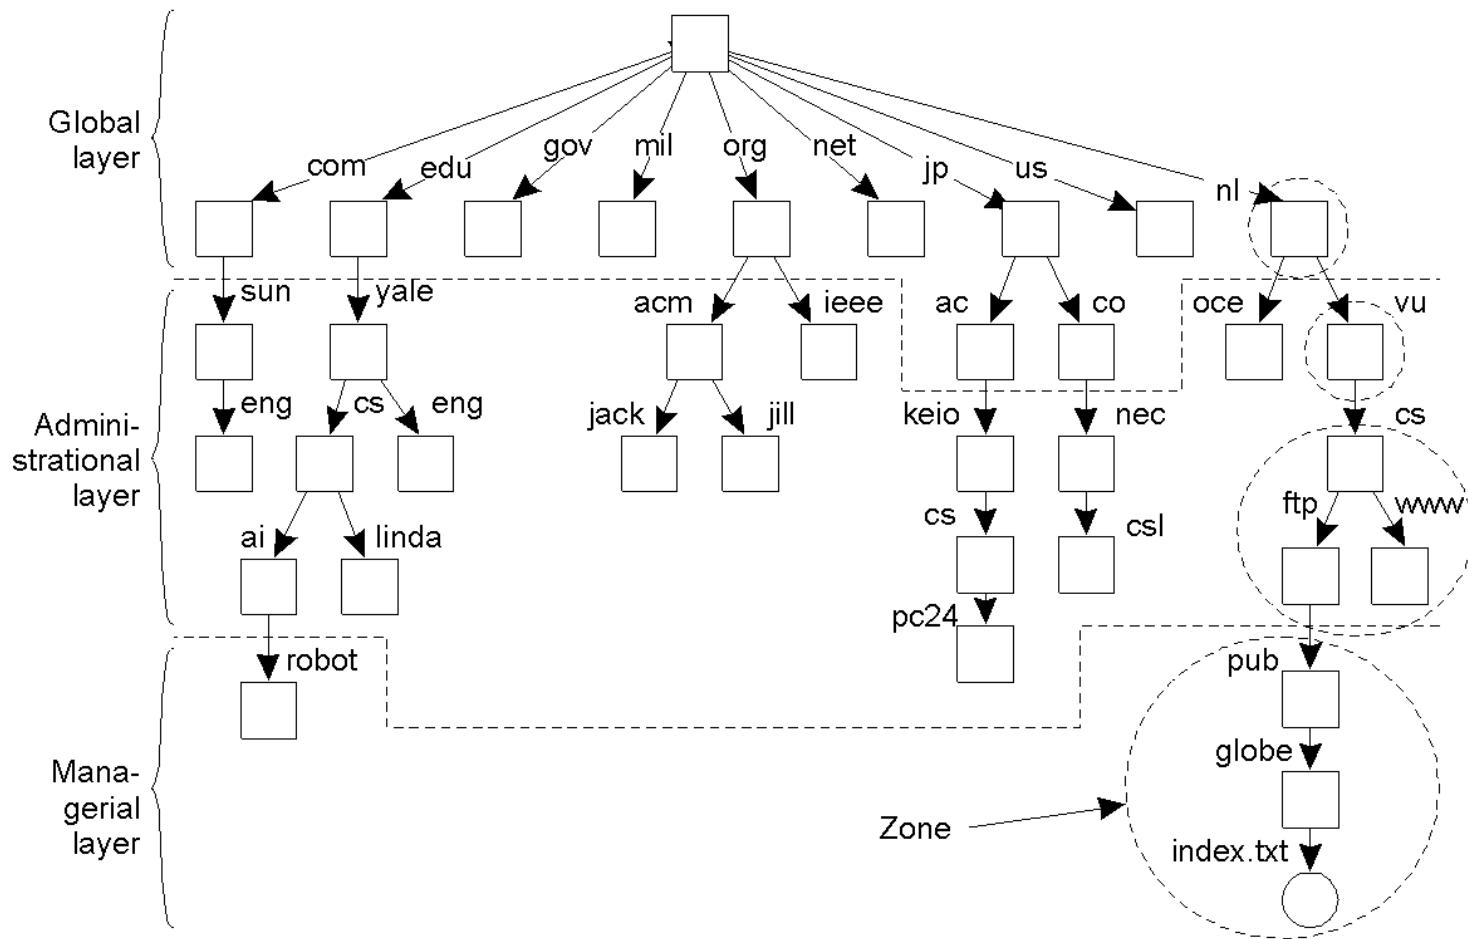 Global
layer
com
edu
gov
mil
org
net
jp
us
nl
Admini-
strational
layer
sun
yale
acm
ieee
ac
co
oce
vu
eng
cs
eng
jack
jill
keio
nec
cs
ai
linda
cs
csl
ftp
www
pc24
Mana-
gerial
layer
robot
pub
globe
Zone
index.txt